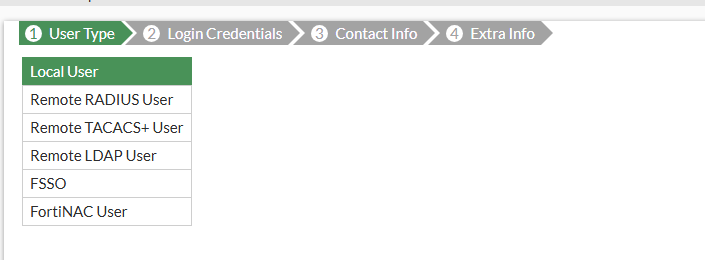 1 User Type 2 Login Credentials 3 Contact Info 4 Extra Info
Local User
Remote RADIUS User
Remote TACACS+ User
Remote LDAP User
FSSO
FortiNAC User